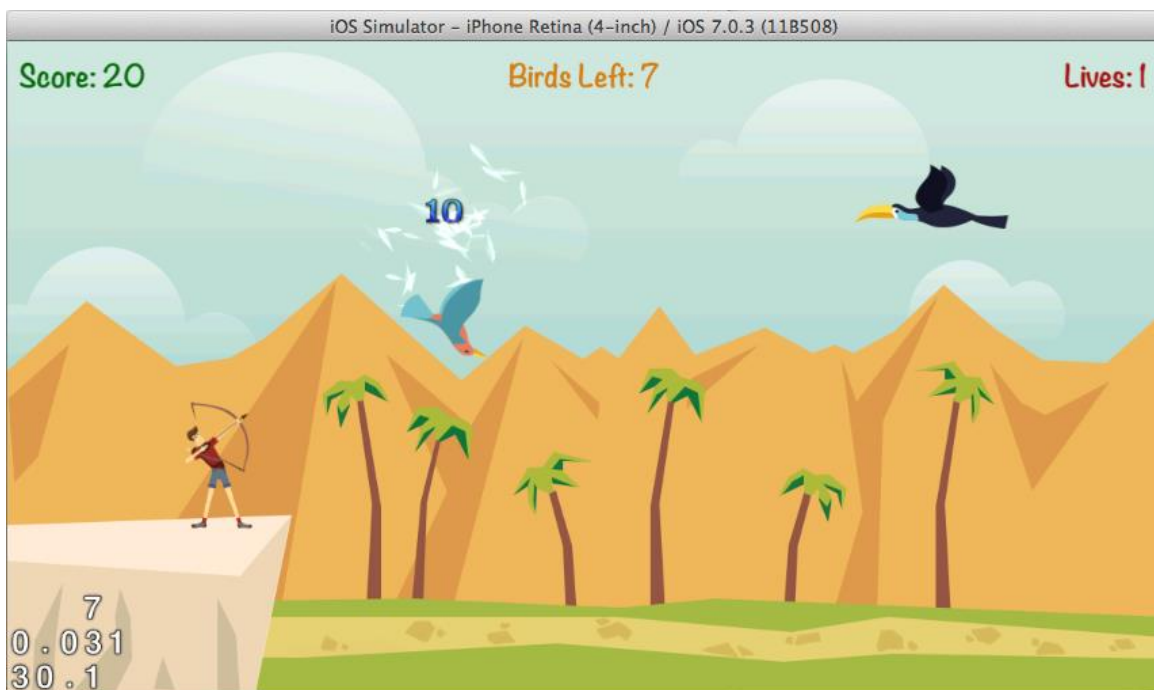 iOS Simulator – iPhone Retina (4-inch) / iOS 7.0.3 (11B508)
Score: 20
Birds Left: 7
Lives: 1
10
7
0.031
30.1